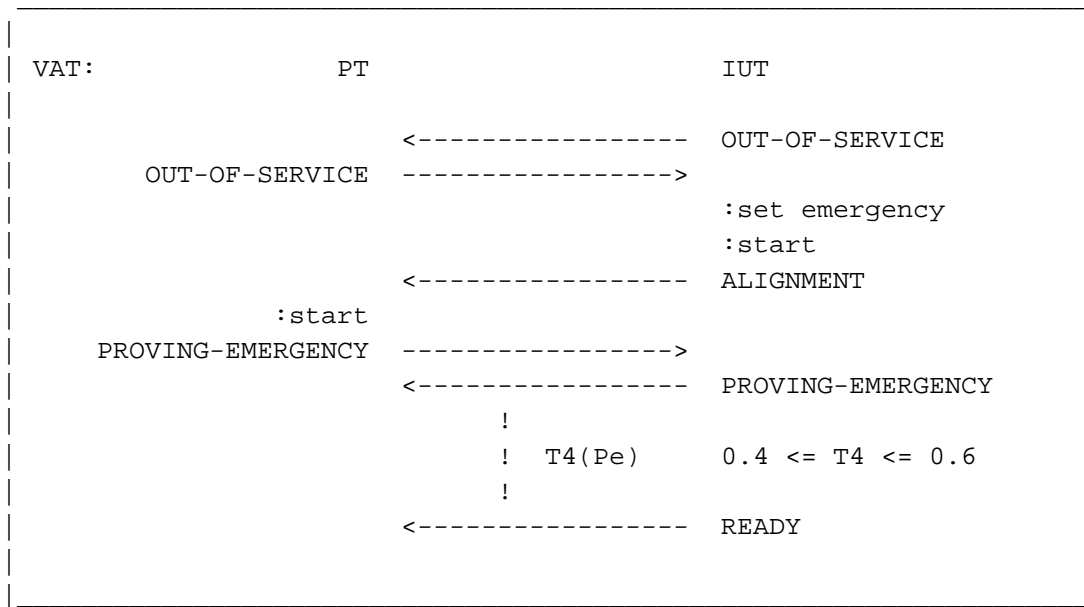 VAT: PT IUT
<----------------- OUT-OF-SERVICE
OUT-OF-SERVICE ----------------->
:set emergency
:start
<----------------- ALIGNMENT
:start
PROVING-EMERGENCY ----------------->
<----------------- PROVING-EMERGENCY
!
! T4(Pe) 0.4 <= T4 <= 0.6
!
<----------------- READY